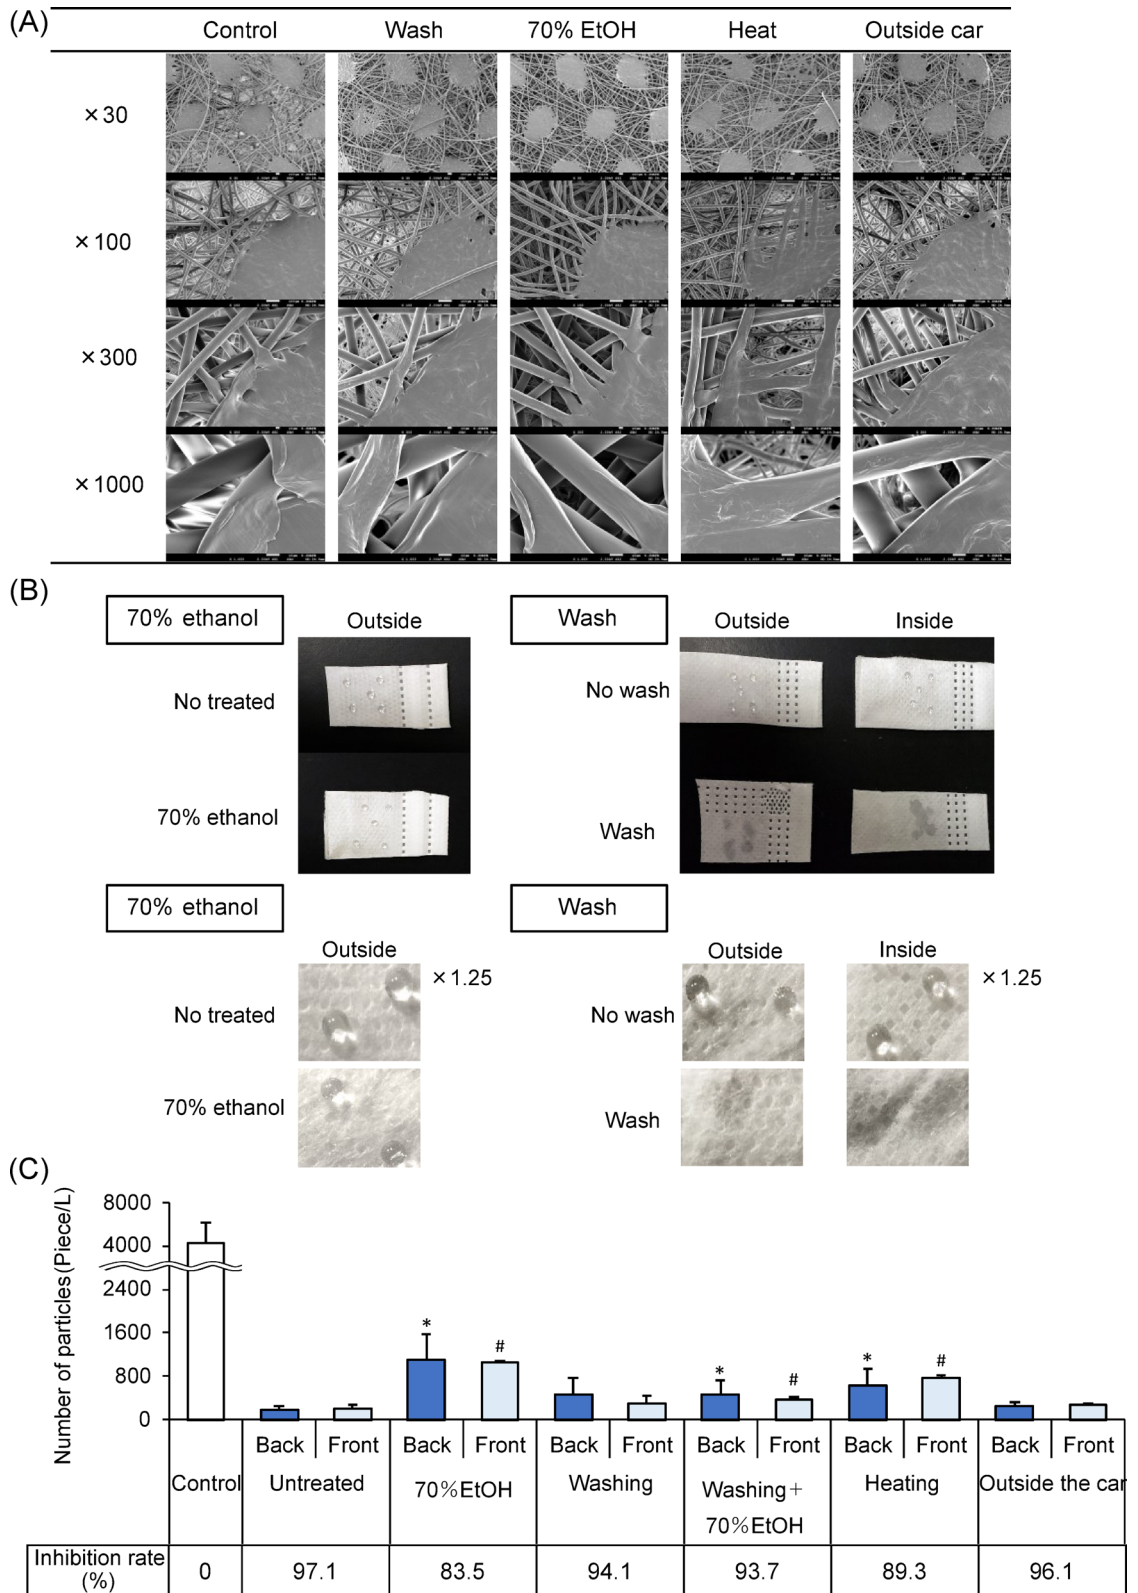 (A)
Control Wash 70% EtOH Heat Outside car
×30
×100
×300
×1000
(B)
70% ethanol
Outside
Wash
Outside Inside
No treated
No wash
70% ethanol
Wash
70% ethanol
Wash
Outside
×1.25
Outside Inside
×1.25
No treated
No wash
70% ethanol
Wash
(C)
Number of particles(Piece/L)
8000
4000
2400
1600
800
0
* # * # * #
Back Front Back Front Back Front Back Front Back Front Back Front
Control Untreated 70%EtOH Washing Washing+ Heating Outside the car
70%EtOH
Inhibition rate 0 97.1 83.5 94.1 93.7 89.3 96.1
(%)